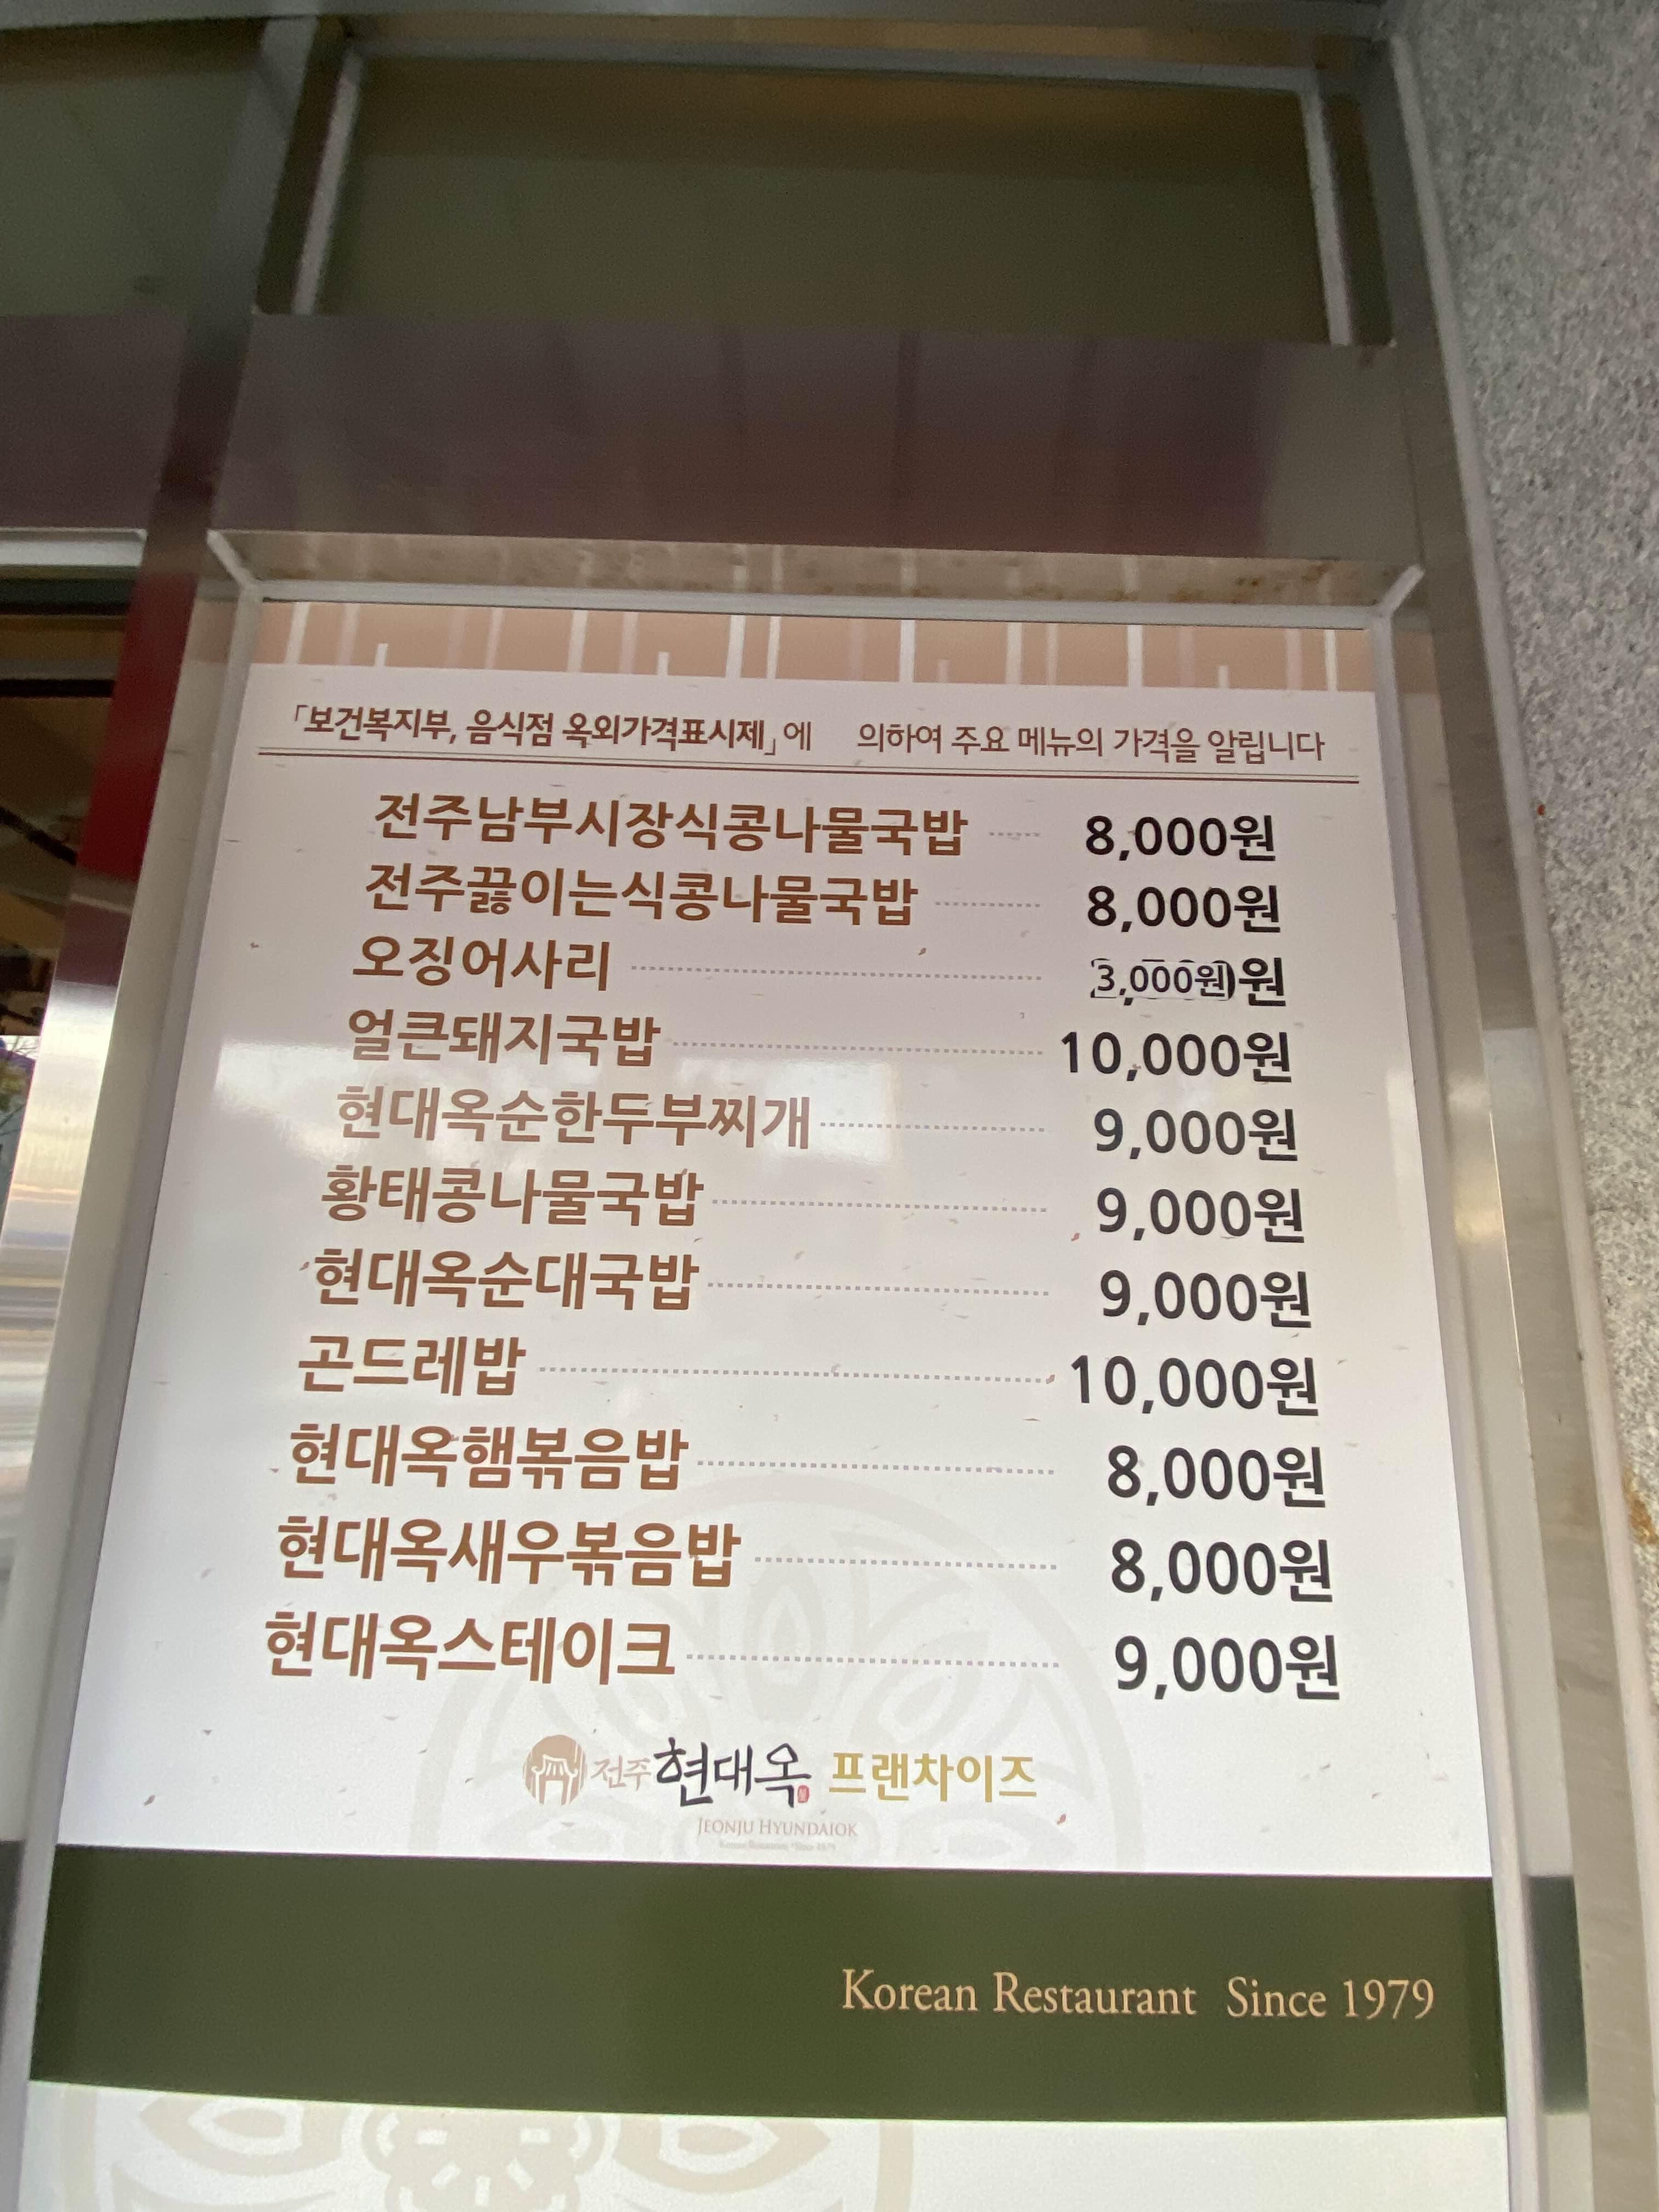 「보건복지부, 음식점 옥외가격표시제」에 의하여 주요 메뉴의 가격을 알립니다
전주남부시장식콩나물국밥 8,000원
전주끓이는식콩나물국밥 8,000원
오징어사리 3,000원원
얼큰돼지국밥 10,000원
현대옥순한두부찌개 9,000원
황태콩나물국밥 9,000원
현대옥순대국밥 9,000원
곤드레밥 10,000원
현대옥햄볶음밥 8,000원
현대옥새우볶음밥 8,000원
현대옥스테이크 9,000원
전주현대옥 프랜차이즈
JEONJU HYUNDAIOK
Korean Restaurant Since 1979
Korean Restaurant Since 1979